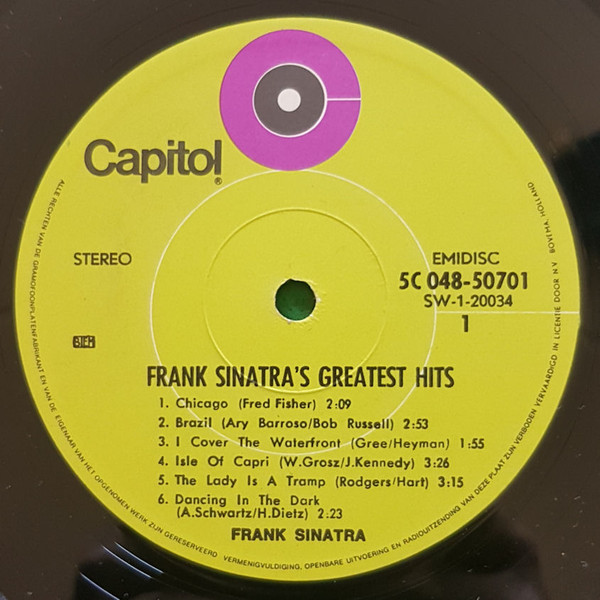 Capitol®
STEREO
EMIDISC
5C 048-50701
SW-1-20034
1
STEMRA
FRANK SINATRA'S GREATEST HITS
1. Chicago (Fred Fisher) 2:09
2. Brazil (Ary Barroso/Bob Russell) 2:53
3. I Cover The Waterfront (Gree/Heyman) 1:55
4. Isle Of Capri (W.Grosz/J.Kennedy) 3:26
5. The Lady Is A Tramp (Rodgers/Hart) 3:15
6. Dancing In The Dark
(A.Schwartz/H.Dietz) 2:23
FRANK SINATRA
ALLE RECHTEN VAN DE GRAMOFOONPLATENFABRIKANT EN VAN DE EIGENAAR VAN HET OPGENOMEN WERK ZIJN GERESERVEERD VERMENIGVULDIGING, OPENBARE UITVOERING EN RADIOUITZENDING VAN DEZE PLAAT ZIJN VERBODEN VERVAARDIGD IN LICENTIE DOOR N V BOVEMA, HOLLAND